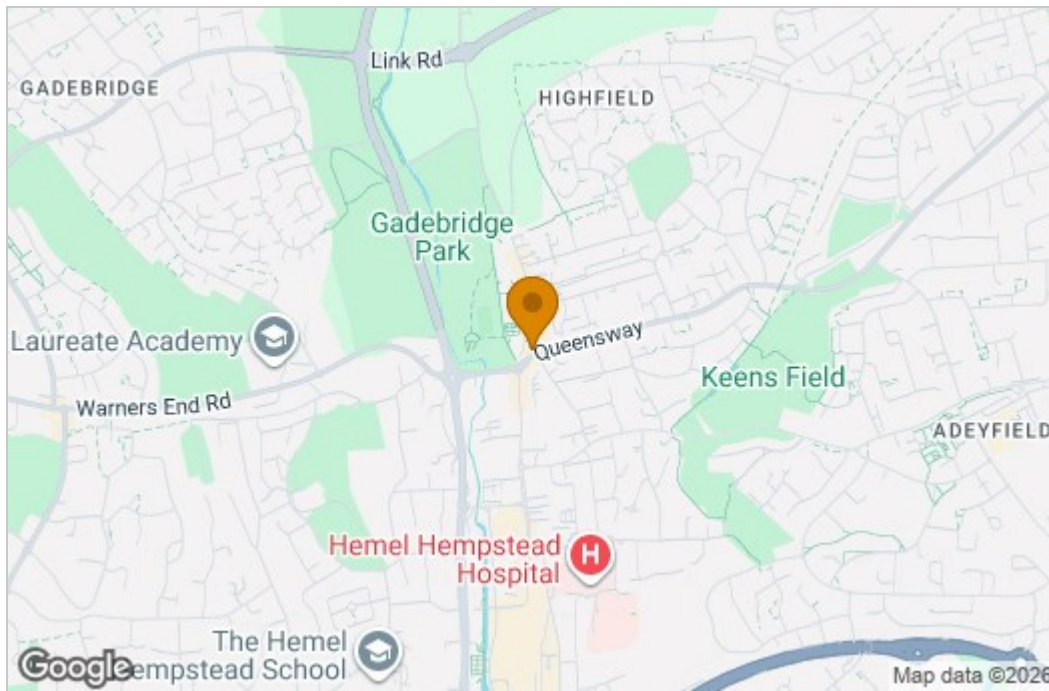 Link Rd
GADEBRIDGE
HIGHFIELD
Gadebridge
Park
Queensway
Laureate Academy
Keens Field
Warners End Rd
ADEYFIELD
Hemel Hempstead
Hospital
H
The Hemel
Hempstead School
Google
Map data ©2026